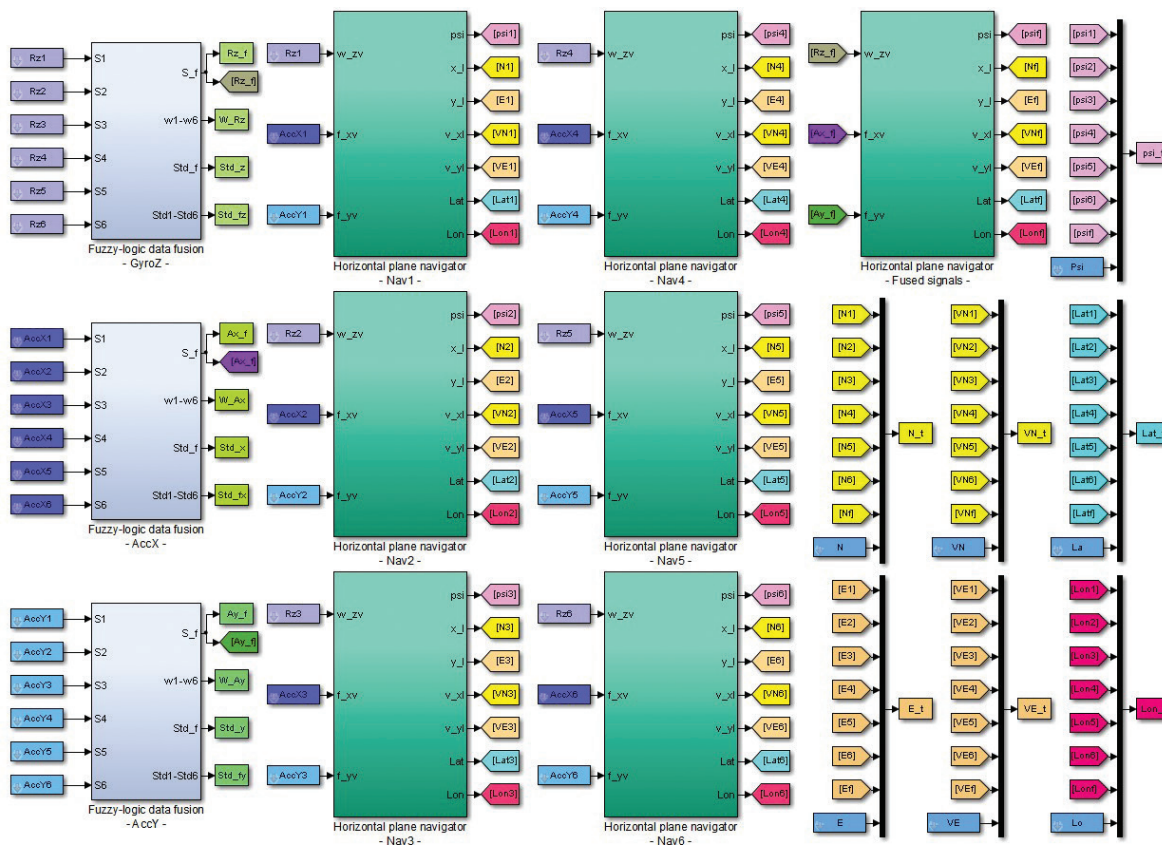 Rz1
Rz2
Rz3
Rz4
Rz5
Rz6
S1
S2
S3
S4
S5
S6
S_f
w1-w6
Std_f
Std1-Std6
Rz_f
[Rz_f]
W_Rz
Std_z
Std_fz
Fuzzy-logic data fusion
- GyroZ -
Rz1
AccX1
AccY1
w_zv
f_xv
f_yv
psi
x_l
y_l
v_xl
v_yl
Lat
Lon
[psi1]
[N1]
[E1]
[VN1]
[VE1]
[Lat1]
[Lon1]
Horizontal plane navigator
- Nav1 -
Rz4
AccX4
AccY4
w_zv
f_xv
f_yv
psi
x_l
y_l
v_xl
v_yl
Lat
Lon
[psi4]
[N4]
[E4]
[VN4]
[VE4]
[Lat4]
[Lon4]
Horizontal plane navigator
- Nav4 -
[Rz_f]
[Ax_f]
[Ay_f]
w_zv
f_xv
f_yv
psi
x_l
y_l
v_xl
v_yl
Lat
Lon
[psif]
[Nf]
[Ef]
[VNf]
[VEf]
[Latf]
[Lonf]
Horizontal plane navigator
- Fused signals -
[psi1]
[psi2]
[psi3]
[psi4]
[psi5]
[psi6]
[psif]
Psi
psi_t
AccX1
AccX2
AccX3
AccX4
AccX5
AccX6
S1
S2
S3
S4
S5
S6
S_f
w1-w6
Std_f
Std1-Std6
Ax_f
[Ax_f]
W_Ax
Std_x
Std_fx
Fuzzy-logic data fusion
- AccX -
Rz2
AccX2
AccY2
w_zv
f_xv
f_yv
psi
x_l
y_l
v_xl
v_yl
Lat
Lon
[psi2]
[N2]
[E2]
[VN2]
[VE2]
[Lat2]
[Lon2]
Horizontal plane navigator
- Nav2 -
Rz5
AccX5
AccY5
w_zv
f_xv
f_yv
psi
x_l
y_l
v_xl
v_yl
Lat
Lon
[psi5]
[N5]
[E5]
[VN5]
[VE5]
[Lat5]
[Lon5]
Horizontal plane navigator
- Nav5 -
[N1]
[N2]
[N3]
[N4]
[N5]
[N6]
[Nf]
N
N_t
[VN1]
[VN2]
[VN3]
[VN4]
[VN5]
[VN6]
[VNf]
VN
VN_t
[Lat1]
[Lat2]
[Lat3]
[Lat4]
[Lat5]
[Lat6]
[Latf]
La
Lat_
AccY1
AccY2
AccY3
AccY4
AccY5
AccY6
S1
S2
S3
S4
S5
S6
S_f
w1-w6
Std_f
Std1-Std6
Ay_f
[Ay_f]
W_Ay
Std_y
Std_fy
Fuzzy-logic data fusion
- AccY -
Rz3
AccX3
AccY3
w_zv
f_xv
f_yv
psi
x_l
y_l
v_xl
v_yl
Lat
Lon
[psi3]
[N3]
[E3]
[VN3]
[VE3]
[Lat3]
[Lon3]
Horizontal plane navigator
- Nav3 -
Rz6
AccX6
AccY6
w_zv
f_xv
f_yv
psi
x_l
y_l
v_xl
v_yl
Lat
Lon
[psi6]
[N6]
[E6]
[VN6]
[VE6]
[Lat6]
[Lon6]
Horizontal plane navigator
- Nav6 -
[E1]
[E2]
[E3]
[E4]
[E5]
[E6]
[Ef]
E
E_t
[VE1]
[VE2]
[VE3]
[VE4]
[VE5]
[VE6]
[VEf]
VE
VE_t
[Lon1]
[Lon2]
[Lon3]
[Lon4]
[Lon5]
[Lon6]
[Lonf]
Lo
Lon_